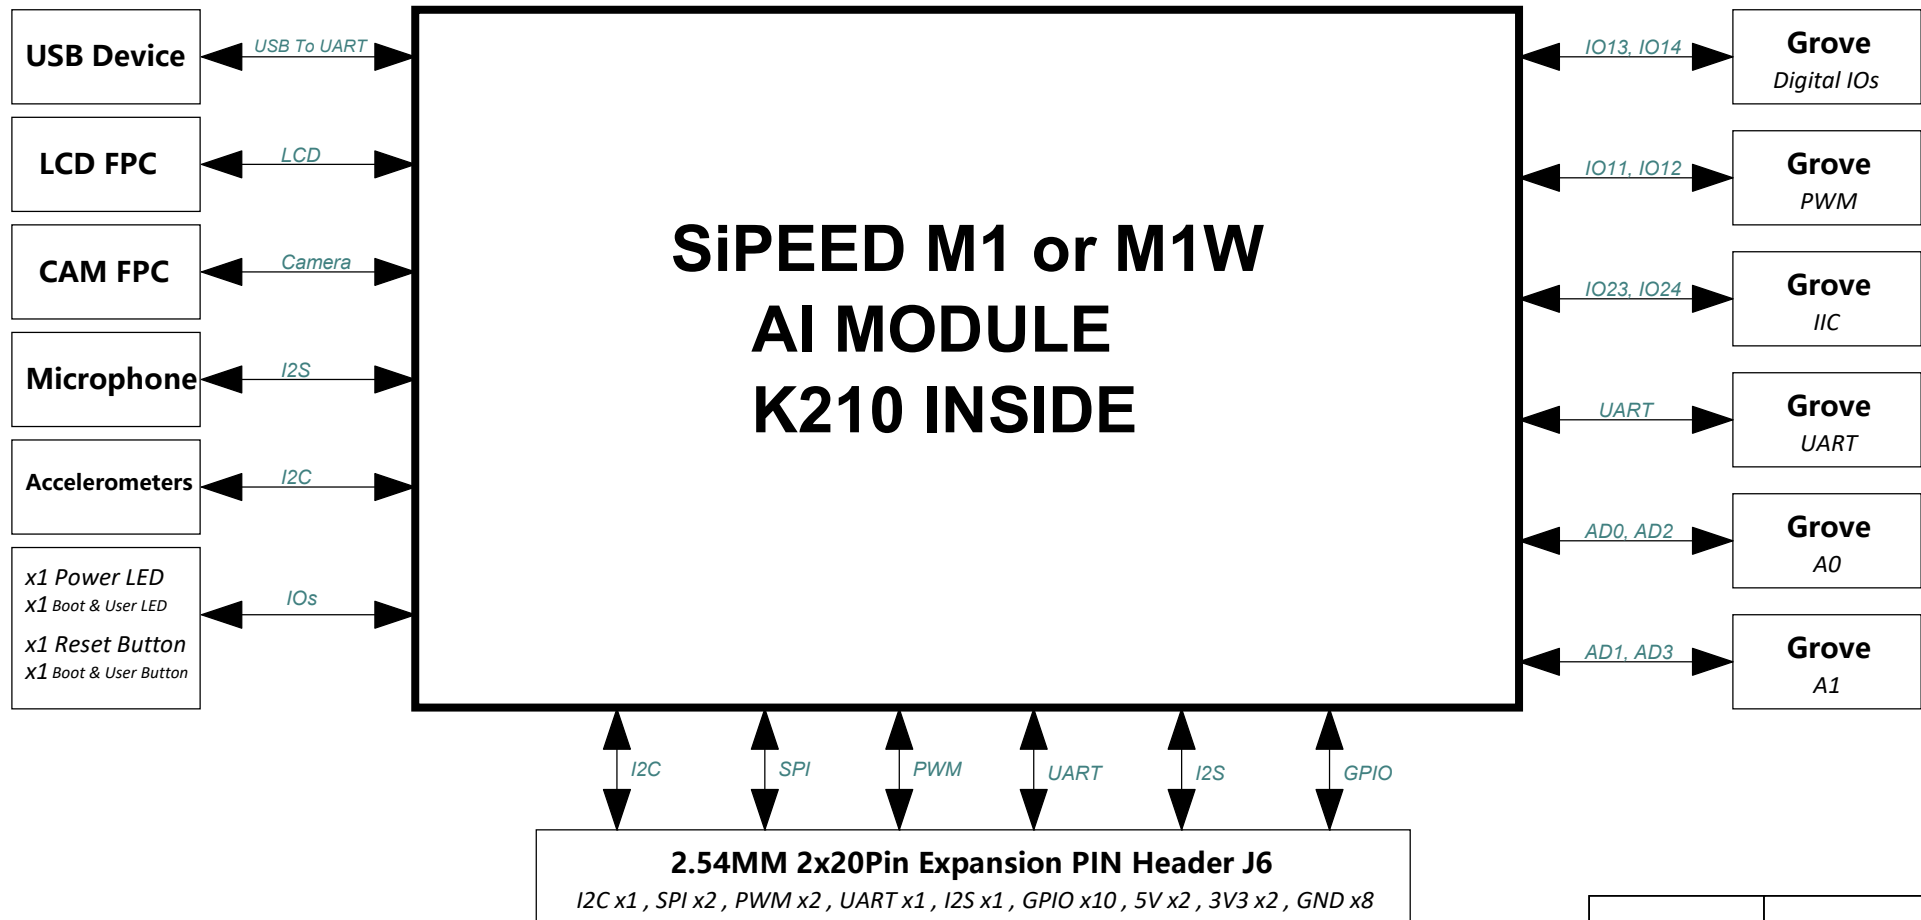 USB Device
USB To UART
LCD FPC
LCD
CAM FPC
Camera
Microphone
I2S
Accelerometers
I2C
x1 Power LED
x1 Boot & User LED
x1 Reset Button
x1 Boot & User Button
IOs
SiPEED M1 or M1W
AI MODULE
K210 INSIDE
IO13, IO14
Grove
Digital IOs
IO11, IO12
Grove
PWM
IO23, IO24
Grove
IIC
UART
Grove
UART
AD0, AD2
Grove
A0
AD1, AD3
Grove
A1
I2C
SPI
PWM
UART
I2S
GPIO
2.54MM 2x20Pin Expansion PIN Header J6
I2C x1 , SPI x2 , PWM x2 , UART x1 , I2S x1 , GPIO x10 , 5V x2 , 3V3 x2 , GND x8